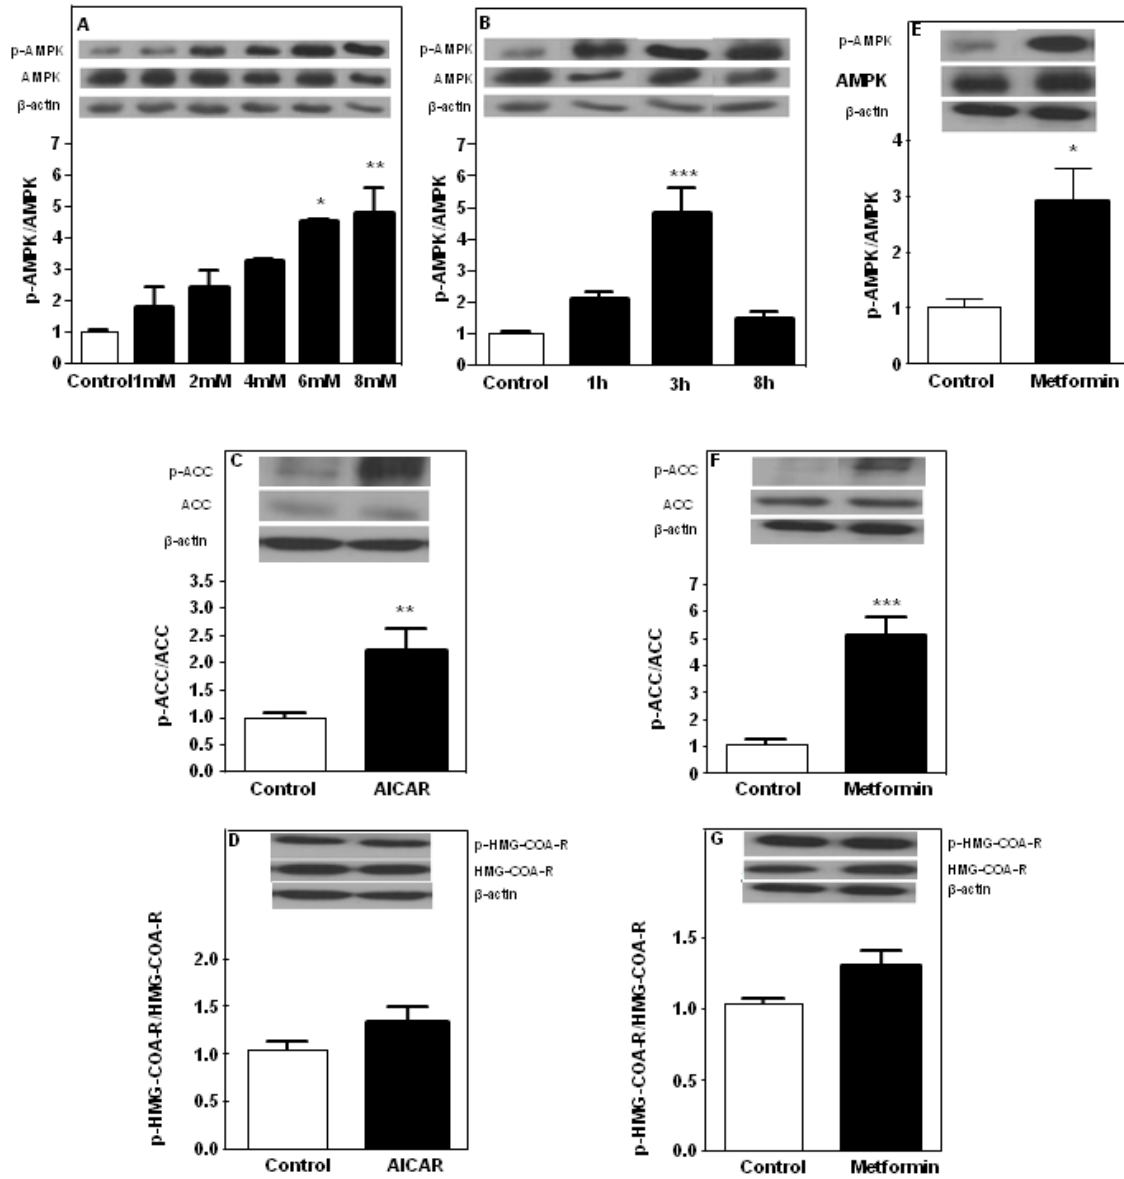 A
p-AMPK
AMPK
β-actin
p-AMPK/AMPK
7
6
5
4
3
2
1
0
*
**
Control 1mM 2mM 4mM 6mM 8mM
B
p-AMPK
AMPK
β-actin
p-AMPK/AMPK
7
6
5
4
3
2
1
0
***
Control 1h 3h 8h
E
p-AMPK
AMPK
β-actin
p-AMPK/AMPK
4
3
2
1
0
*
Control Metformin
C
p-ACC
ACC
β-actin
p-ACC/ACC
3.5
3.0
2.5
2.0
1.5
1.0
0.5
0.0
**
Control AICAR
F
p-ACC
ACC
β-actin
p-ACC/ACC
7
6
5
4
3
2
1
0
***
Control Metformin
D
p-HMG-COA-R
HMG-COA-R
β-actin
p-HMG-COA-R/HMG-COA-R
2.0
1.5
1.0
0.5
0.0
Control AICAR
G
p-HMG-COA-R
HMG-COA-R
β-actin
p-HMG-COA-R/HMG-COA-R
1.5
1.0
0.5
0.0
Control Metformin